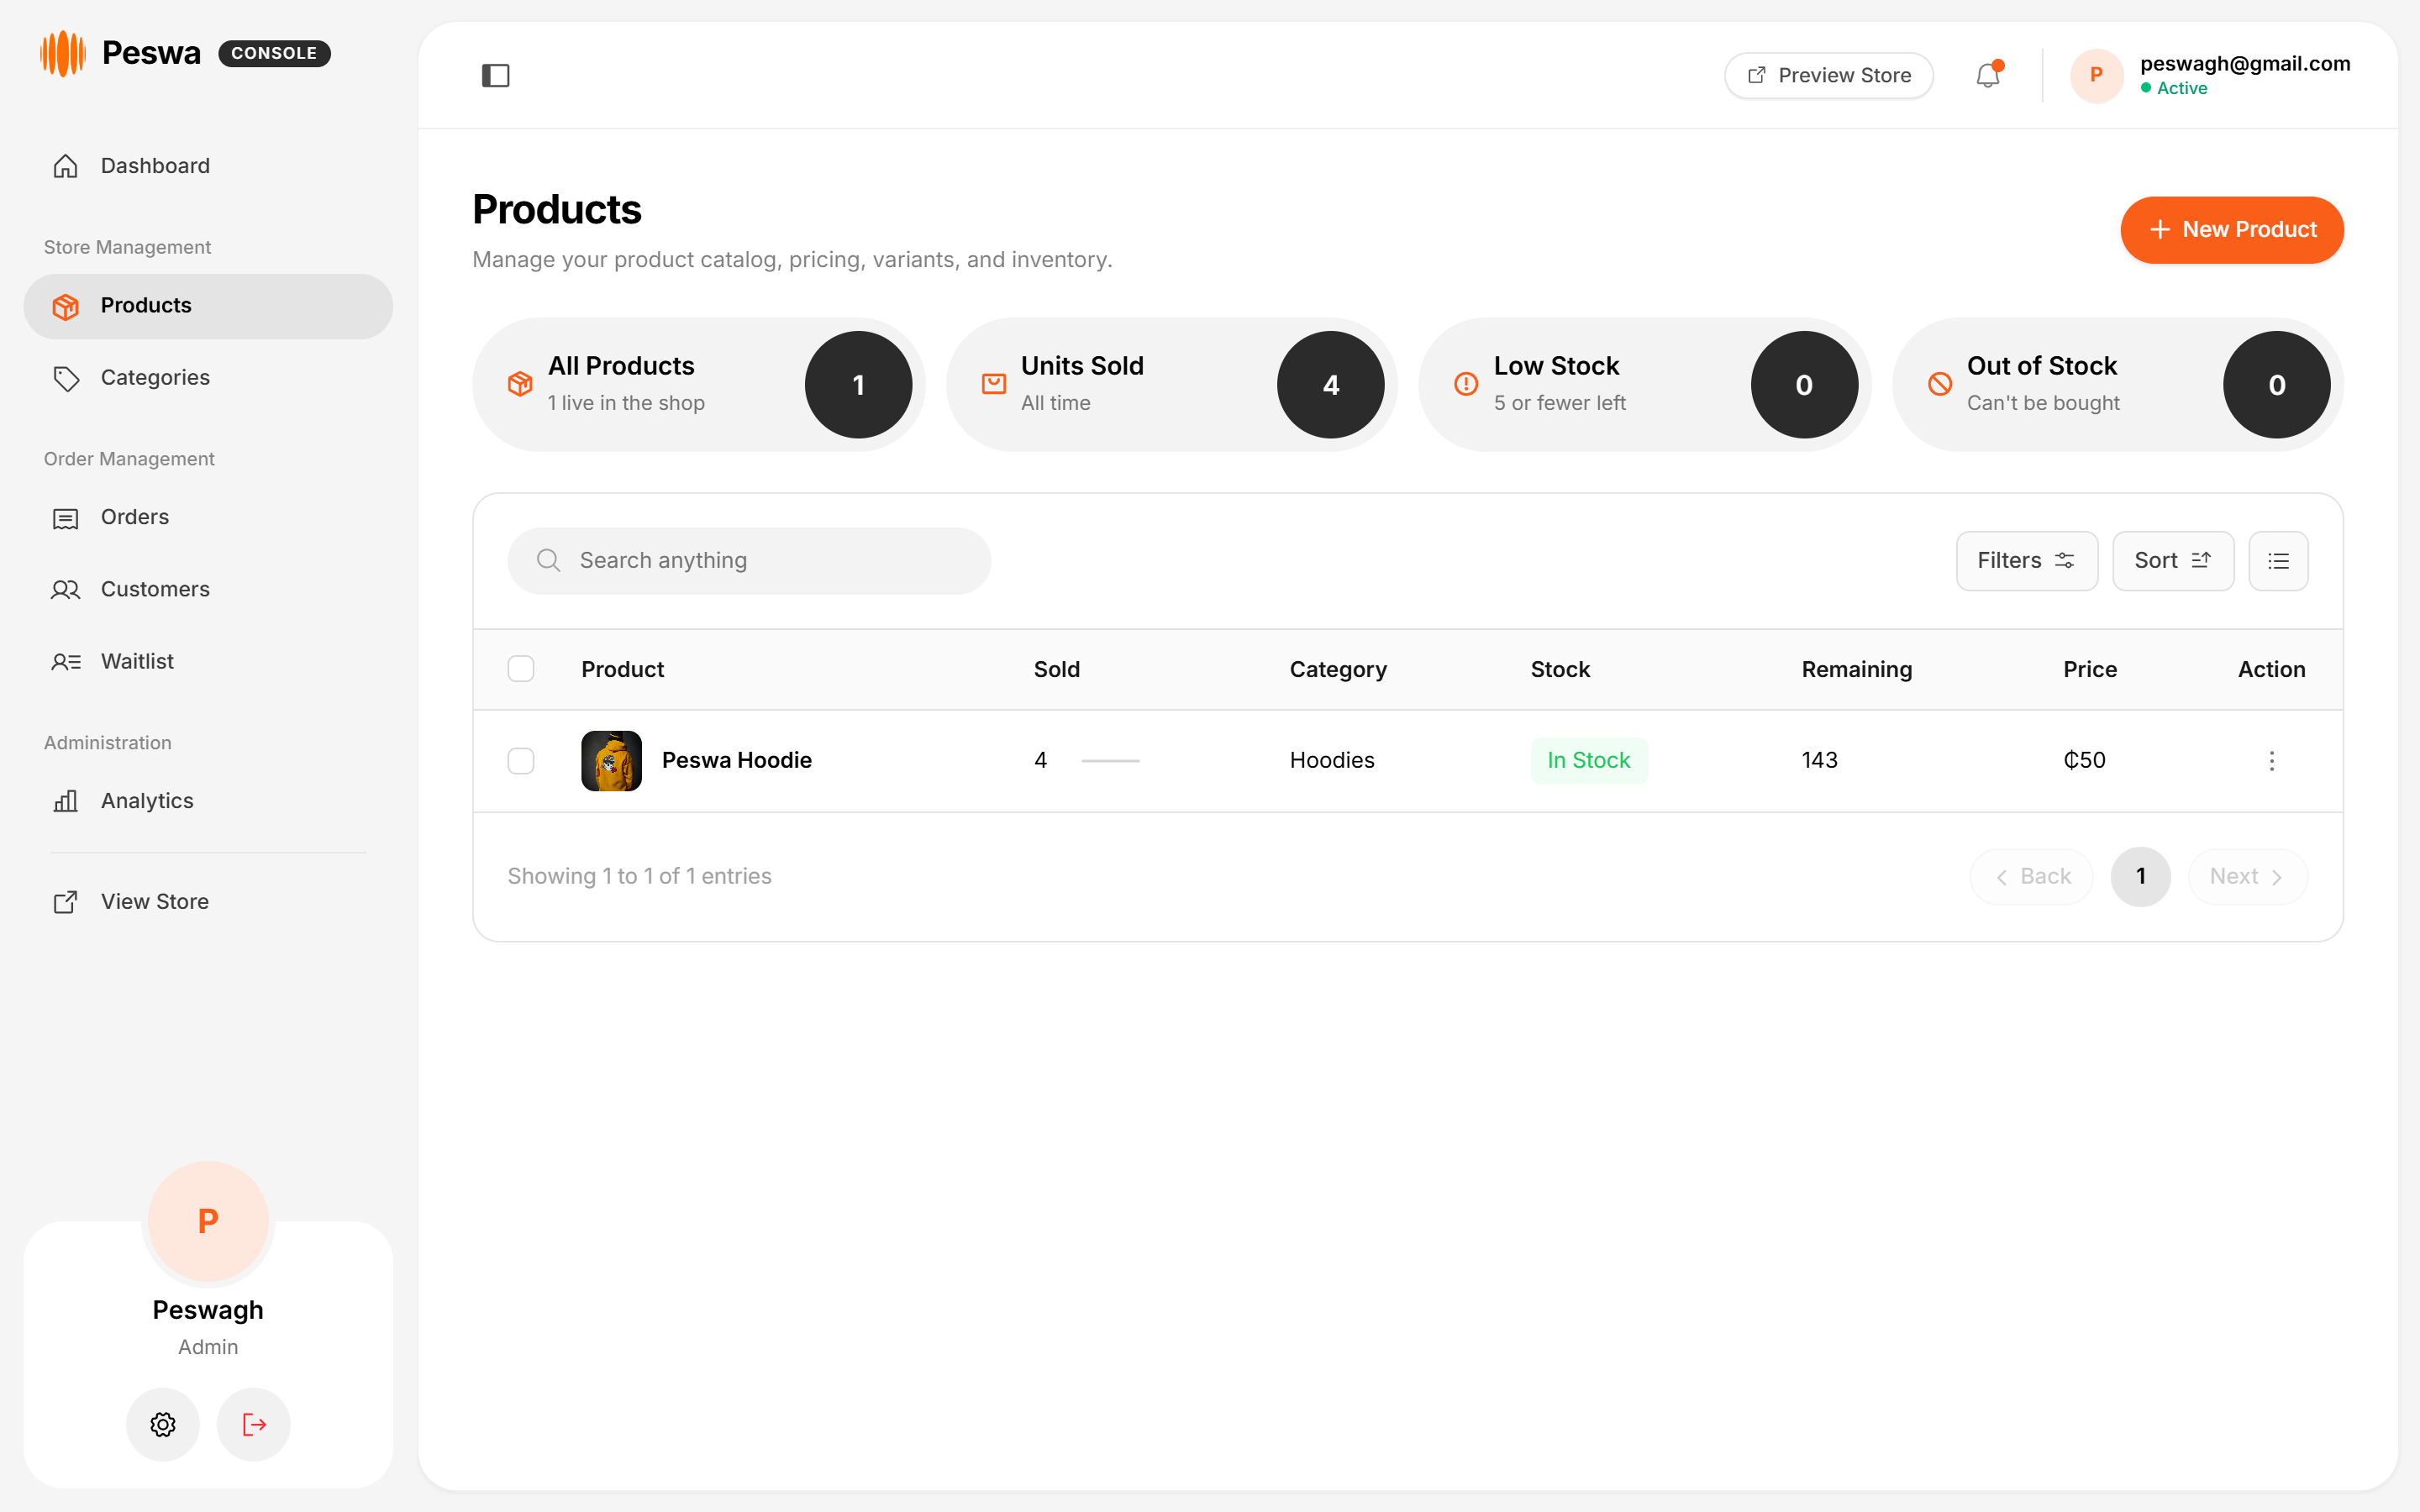 Peswa CONSOLE
Dashboard
Store Management
Products
Categories
Order Management
Orders
Customers
Waitlist
Administration
Analytics
View Store
P
Peswagh
Admin
Preview Store
P
peswagh@gmail.com
Active
Products
Manage your product catalog, pricing, variants, and inventory.
New Product
All Products
1 live in the shop
1
Units Sold
All time
4
Low Stock
5 or fewer left
0
Out of Stock
Can't be bought
0
Search anything
Filters
Sort
Product Sold Category Stock Remaining Price Action
Peswa Hoodie 4 Hoodies In Stock 143 ₵50
Showing 1 to 1 of 1 entries
Back 1 Next